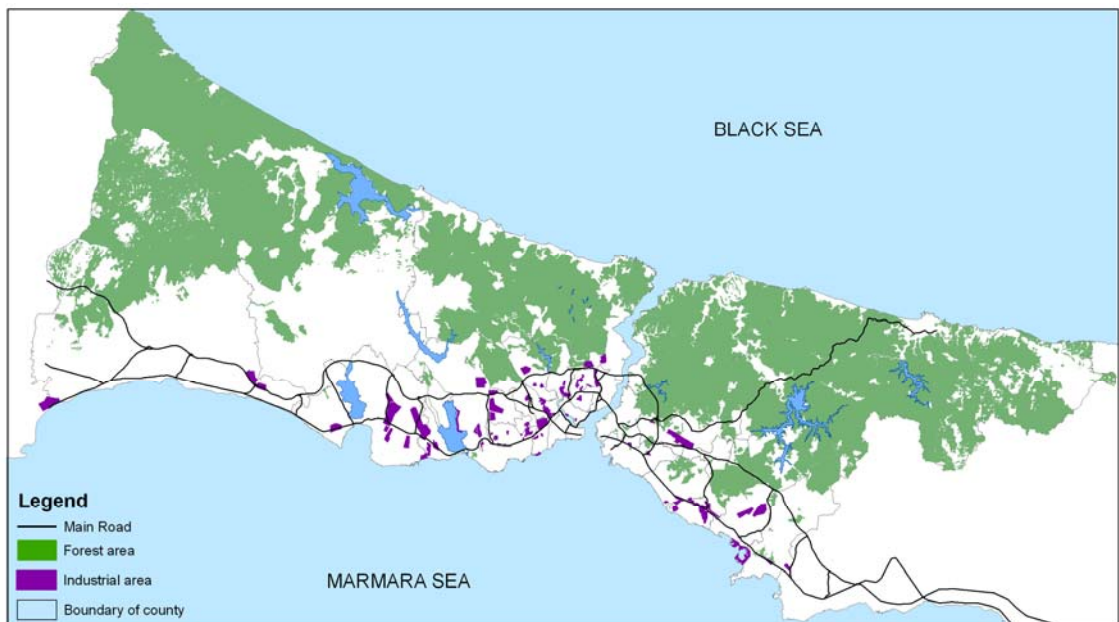 BLACK SEA
MARMARA SEA
Legend
Main Road
Forest area
Industrial area
Boundary of county